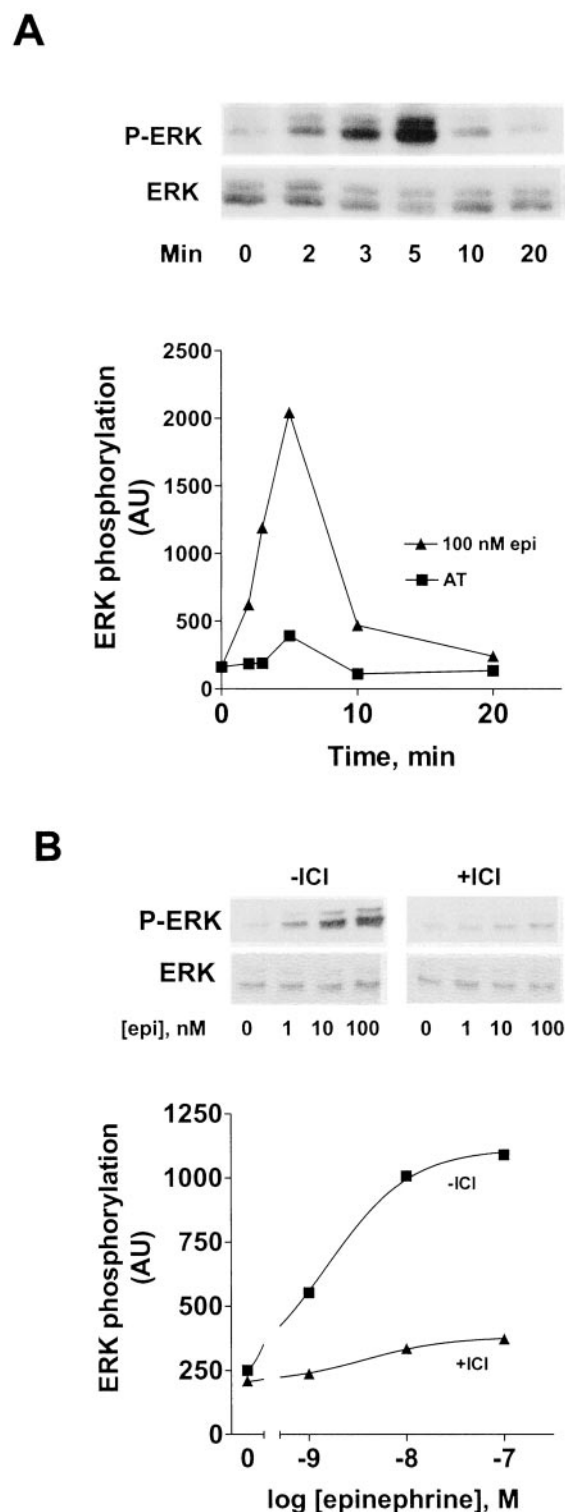 A
P-ERK
ERK
Min 0 2 3 5 10 20
2500
2000
1500
1000
500
0
ERK phosphorylation
(AU)
100 nM epi
AT
0 10 20
Time, min
B
-ICI +ICI
P-ERK
ERK
[epi], nM 0 1 10 100 0 1 10 100
1250
1000
750
500
250
0
ERK phosphorylation
(AU)
-ICI
+ICI
0 -9 -8 -7
log [epinephrine], M